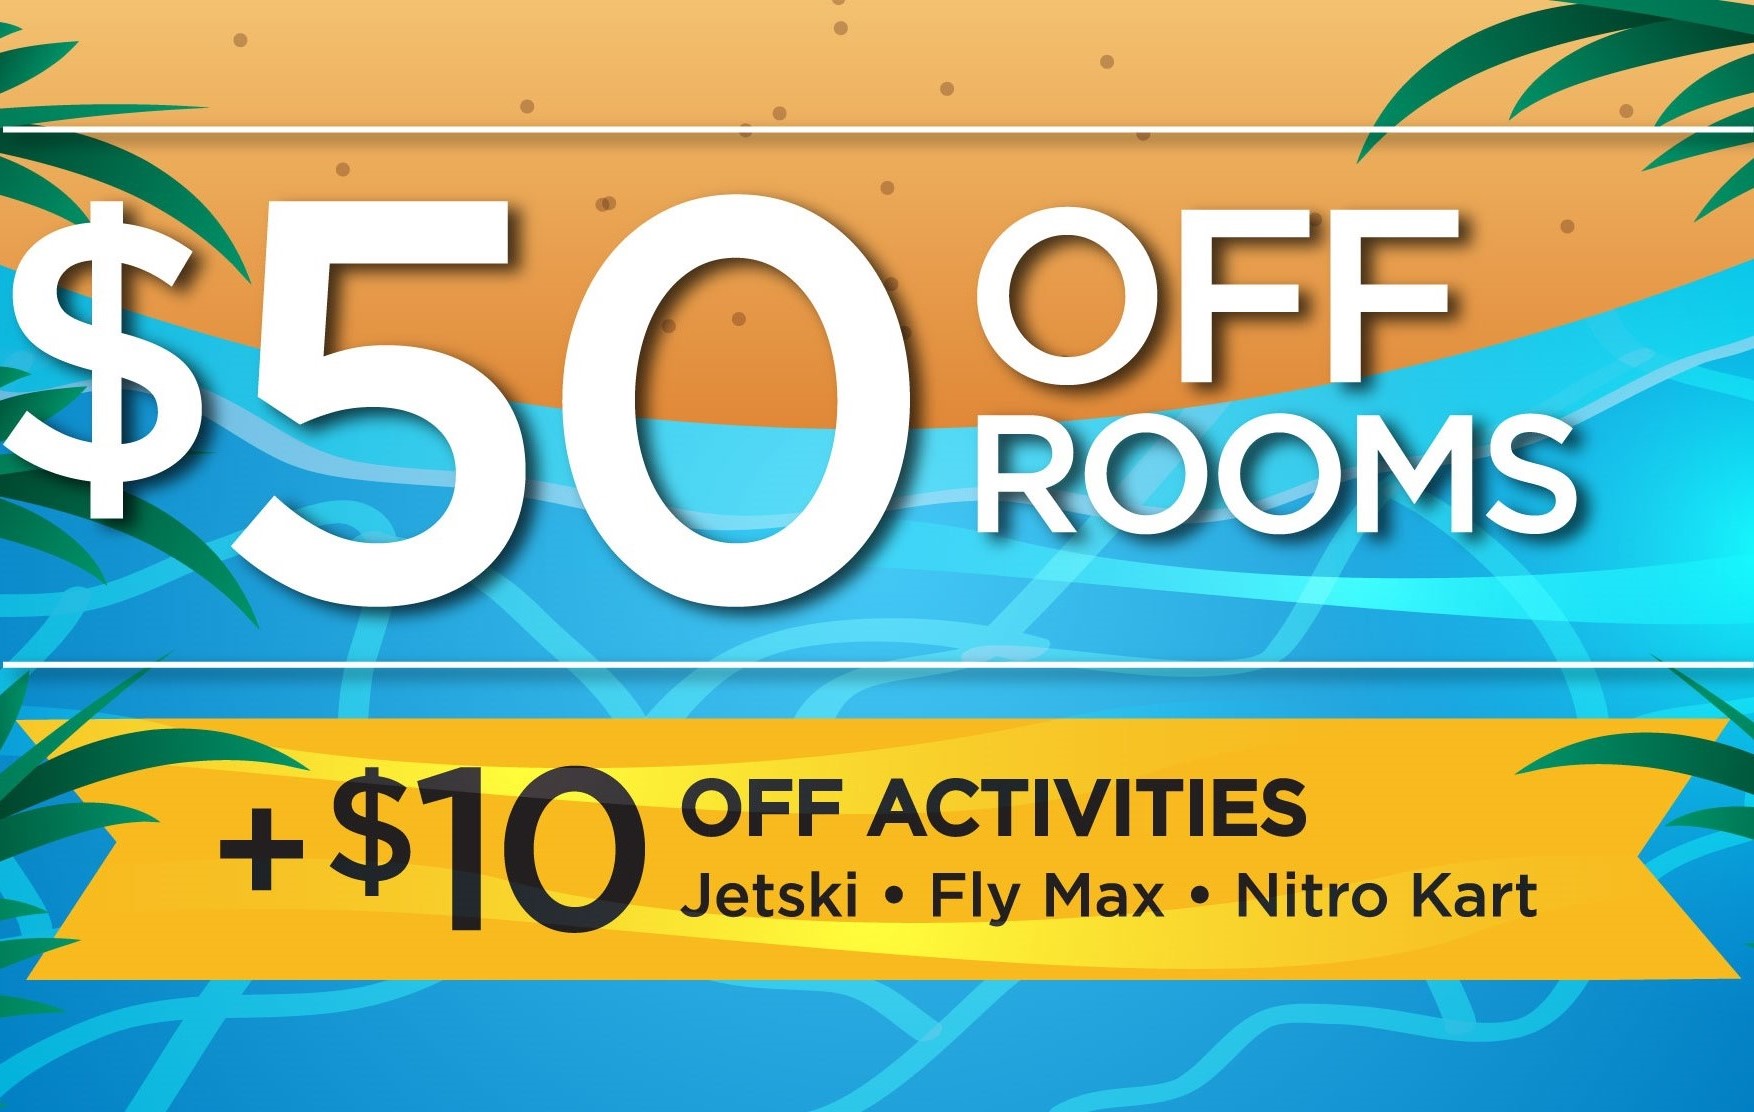 $50 OFF
ROOMS
+ $10 OFF ACTIVITIES
Jetski • Fly Max • Nitro Kart